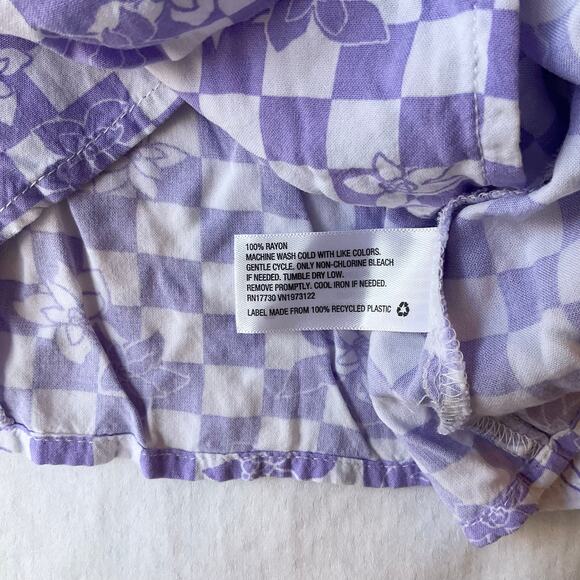 100% RAYON
MACHINE WASH COLD WITH LIKE COLORS.
GENTLE CYCLE. ONLY NON-CHLORINE BLEACH
IF NEEDED. TUMBLE DRY LOW.
REMOVE PROMPTLY. COOL IRON IF NEEDED.
RN17730 VN1973122
LABEL MADE FROM 100% RECYCLED PLASTIC